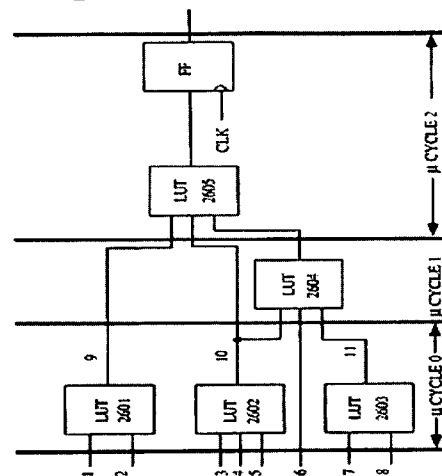 FF
CLK
LUT
2605
LUT
2604
9
10
11
LUT
2601
LUT
2602
LUT
2603
1
2
3
4
5
6
7
8
μ CYCLE 0
μ CYCLE 1
μ CYCLE 2